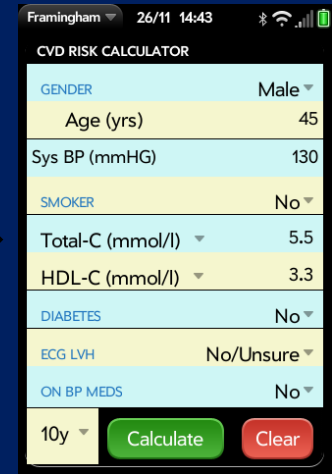 Framingham 26/11 14:43
CVD RISK CALCULATOR
GENDER Male
Age (yrs) 45
Sys BP (mmHG) 130
SMOKER No
Total-C (mmol/l) 5.5
HDL-C (mmol/l) 3.3
DIABETES No
ECG LVH No/Unsure
ON BP MEDS No
10y Calculate Clear